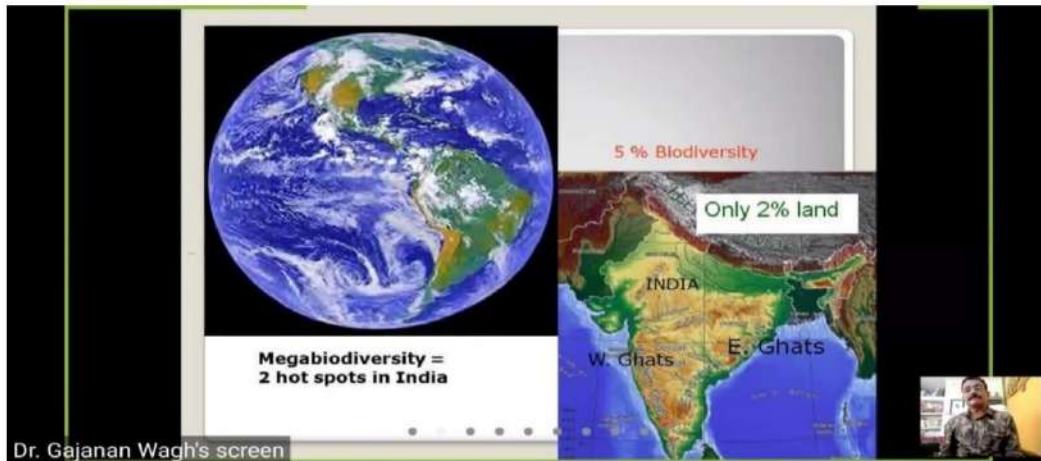 5 % Biodiversity
Only 2% land
INDIA
W. Ghats
E. Ghats
Megabiodiversity =
2 hot spots in India
Dr. Gajanan Wagh's screen